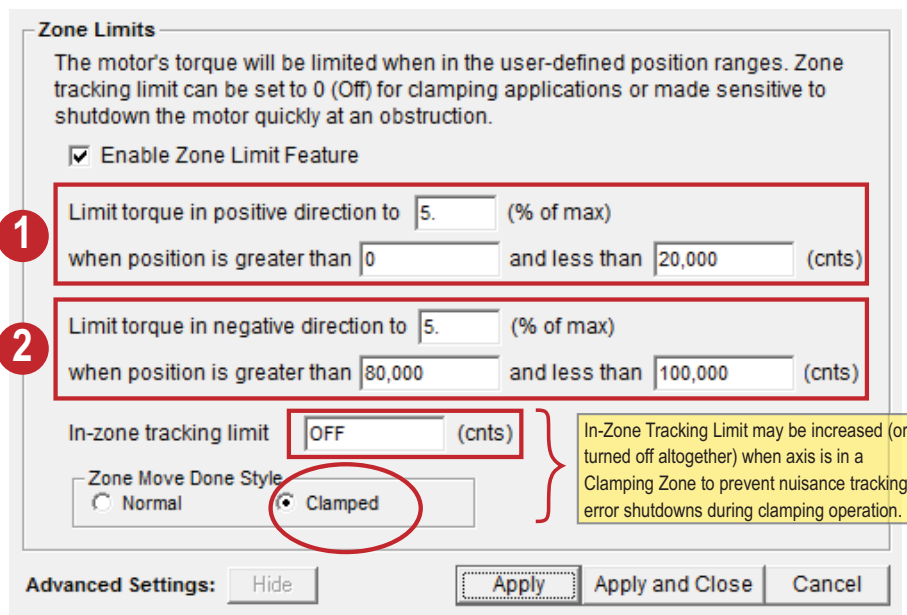 Zone Limits
The motor's torque will be limited when in the user-defined position ranges. Zone
tracking limit can be set to 0 (Off) for clamping applications or made sensitive to
shutdown the motor quickly at an obstruction.
Enable Zone Limit Feature
1
Limit torque in positive direction to 5. (% of max)
when position is greater than 0 and less than 20,000 (cnts)
2
Limit torque in negative direction to 5. (% of max)
when position is greater than 80,000 and less than 100,000 (cnts)
In-zone tracking limit OFF (cnts)
Zone Move Done Style
Normal Clamped
In-Zone Tracking Limit may be increased (or
turned off altogether) when axis is in a
Clamping Zone to prevent nuisance tracking
error shutdowns during clamping operation.
Advanced Settings: Hide Apply Apply and Close Cancel